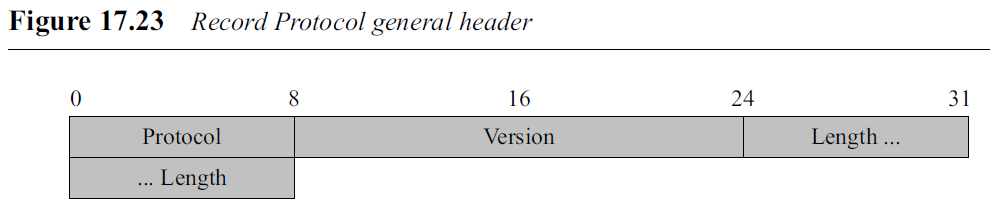 Figure 17.23 Record Protocol general header
0 8 16 24 31
Protocol Version Length ...
... Length